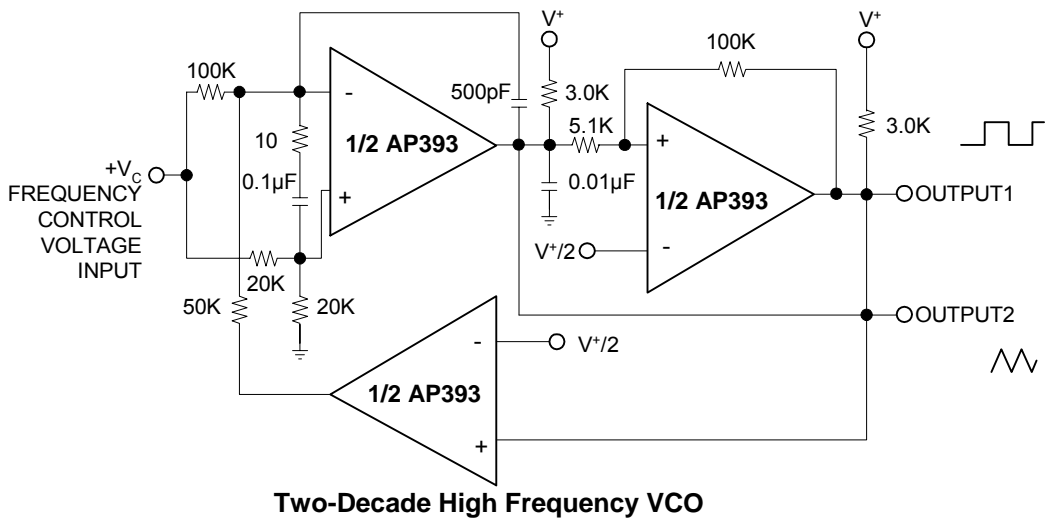 V+
V+
100K
100K
500pF
3.0K
3.0K
5.1K
-
+
10
1/2 AP393
0.1µF
+VC
FREQUENCY
CONTROL
VOLTAGE
INPUT
+
0.01µF
1/2 AP393
OUTPUT1
V+/2
-
20K
50K
20K
OUTPUT2
-
V+/2
1/2 AP393
+
Two-Decade High Frequency VCO